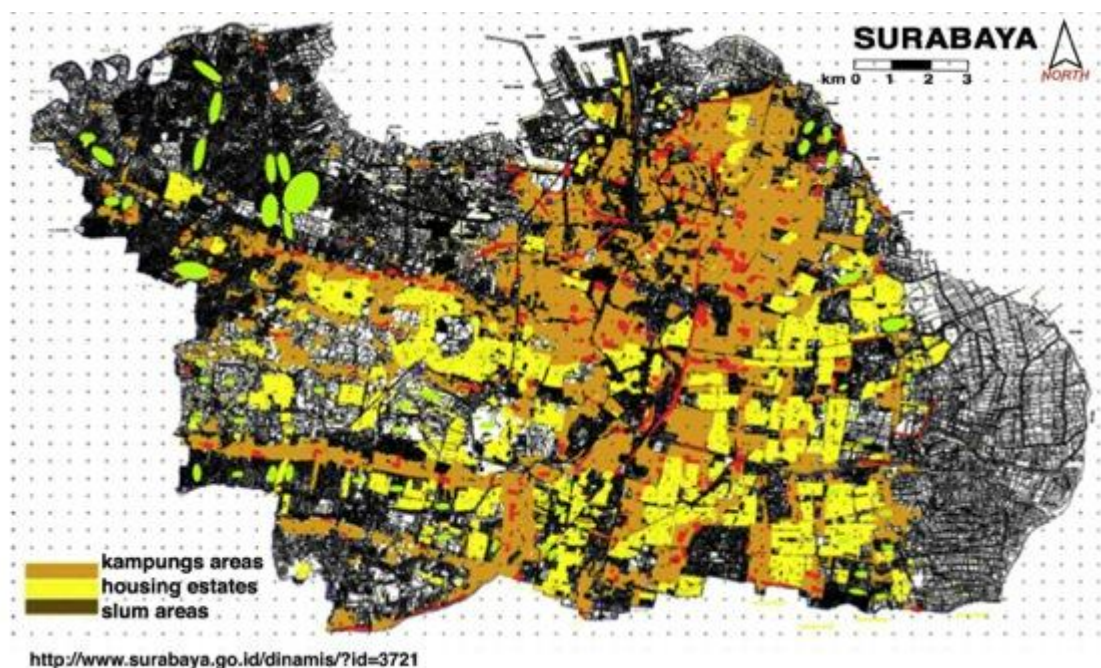 SURABAYA
km 0 1 2 3
NORTH
kampungs areas
housing estates
slum areas
http://www.surabaya.go.id/dinamis/?id=3721